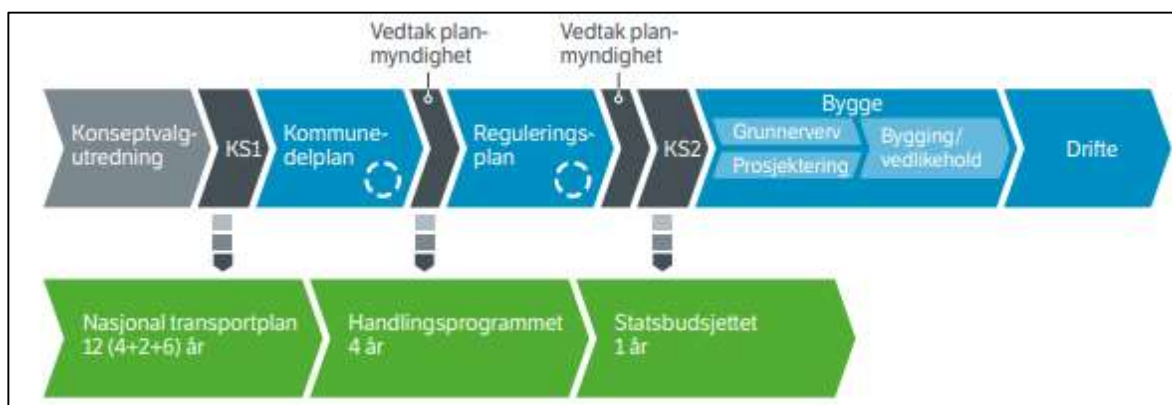 Vedtak plan-
myndighet
Vedtak plan-
myndighet
Konseptvalg-
utredning
KS1
Kommune-
delplan
Regulerings-
plan
KS2
Bygge
Grunnerverv
Prosjektering
Bygging/
vedlikehold
Drifte
Nasjonal transportplan
12 (4+2+6) år
Handlingsprogrammet
4 år
Statsbudsjettet
1 år